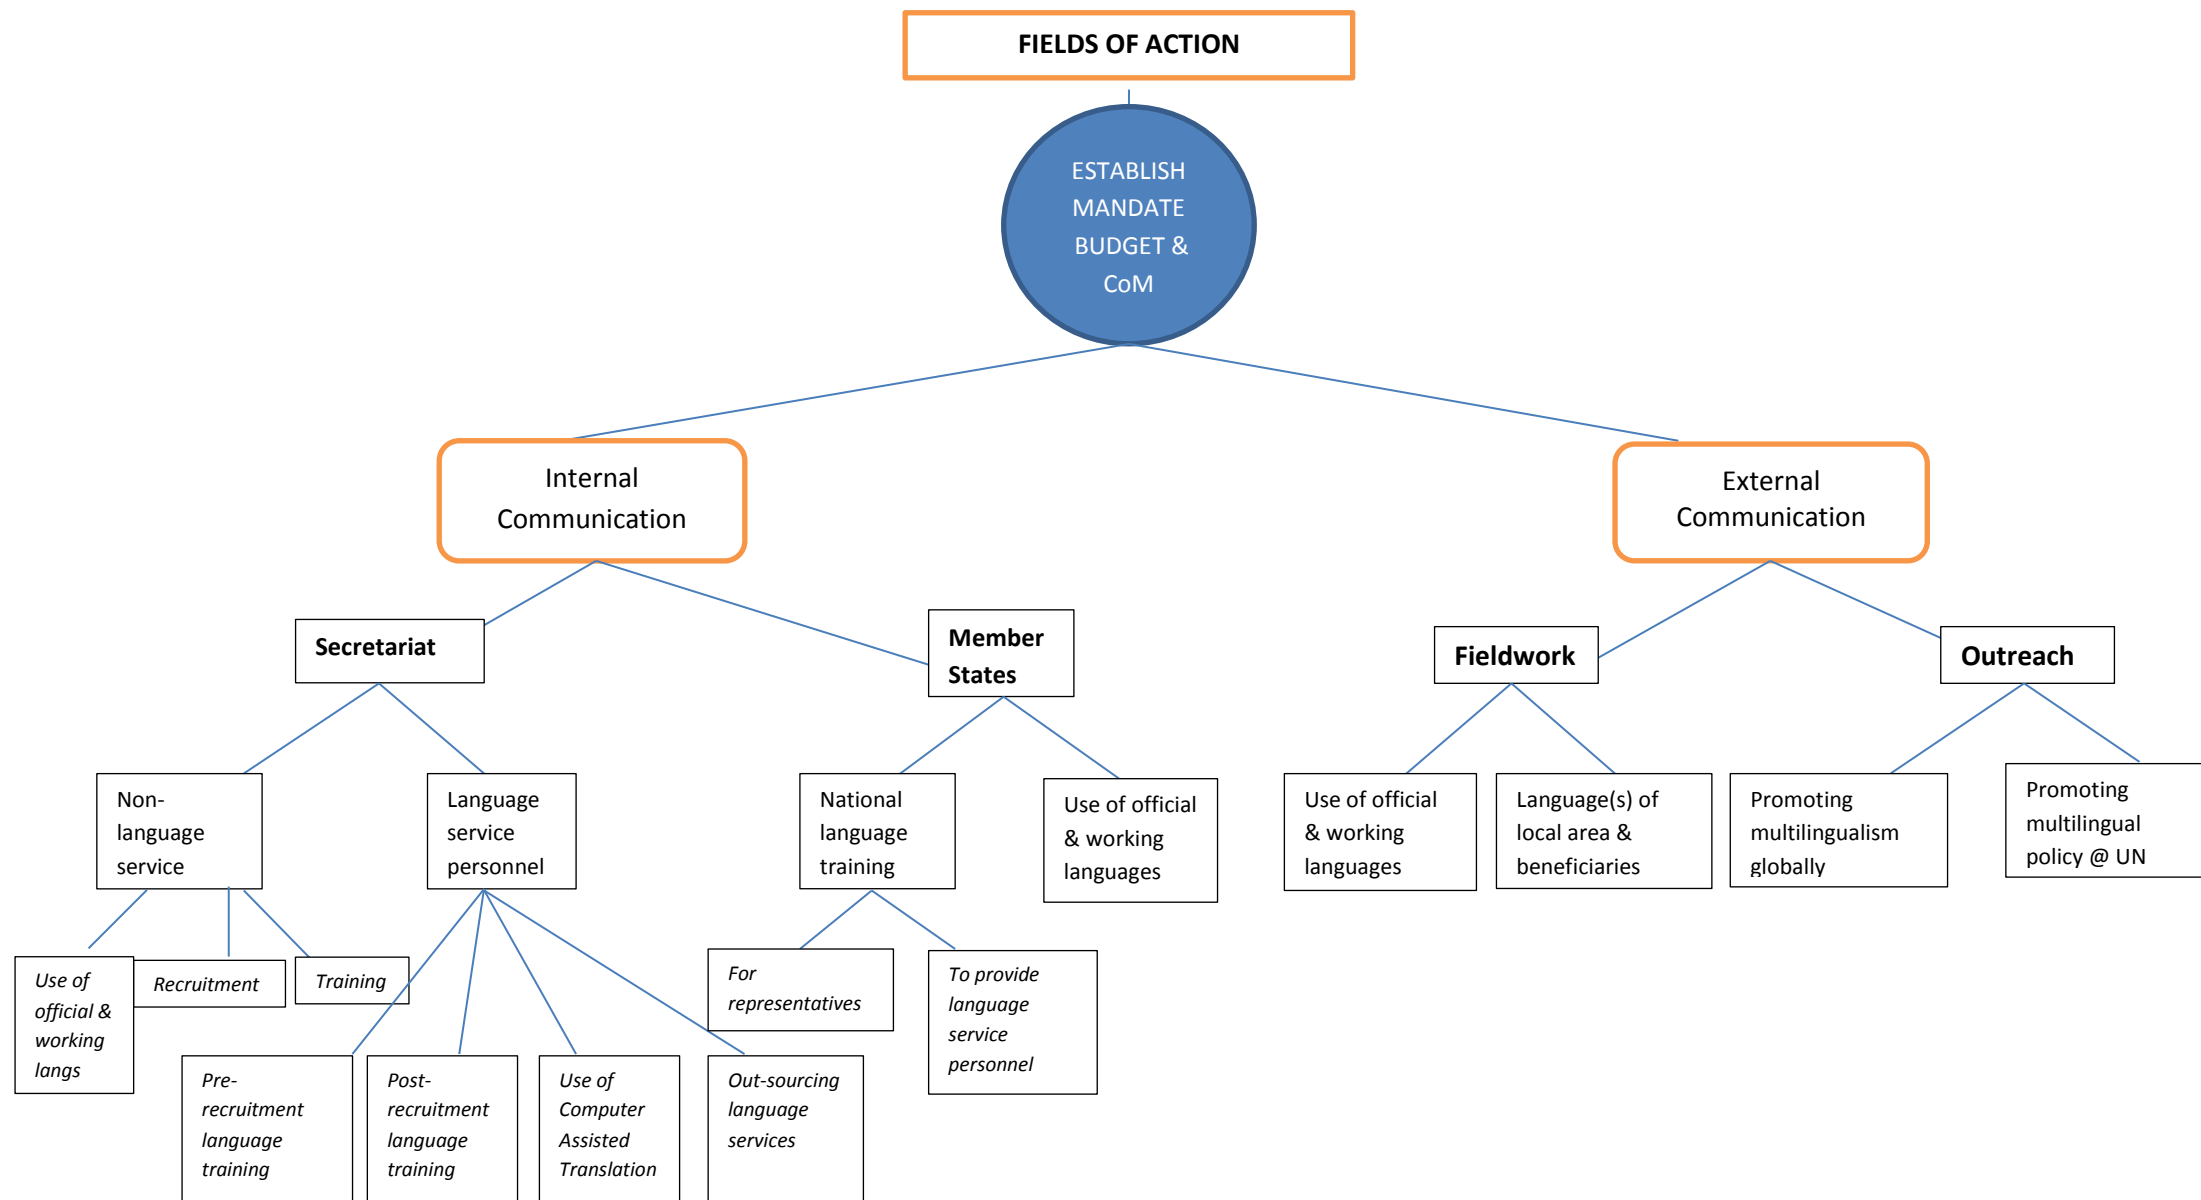 FIELDS OF ACTION
ESTABLISH
MANDATE
BUDGET &
CoM
Internal
Communication
External
Communication
Secretariat
Member
States
Fieldwork
Outreach
Non-
language
service
Language
service
personnel
National
language
training
Use of official
& working
languages
Use of official
& working
languages
Language(s) of
local area &
beneficiaries
Promoting
multilingualism
globally
Promoting
multilingual
policy @ UN
Use of
official &
working
langs
Recruitment
Training
For
representatives
To provide
language
service
personnel
Pre-
recruitment
language
training
Post-
recruitment
language
training
Use of
Computer
Assisted
Translation
Out-sourcing
language
services